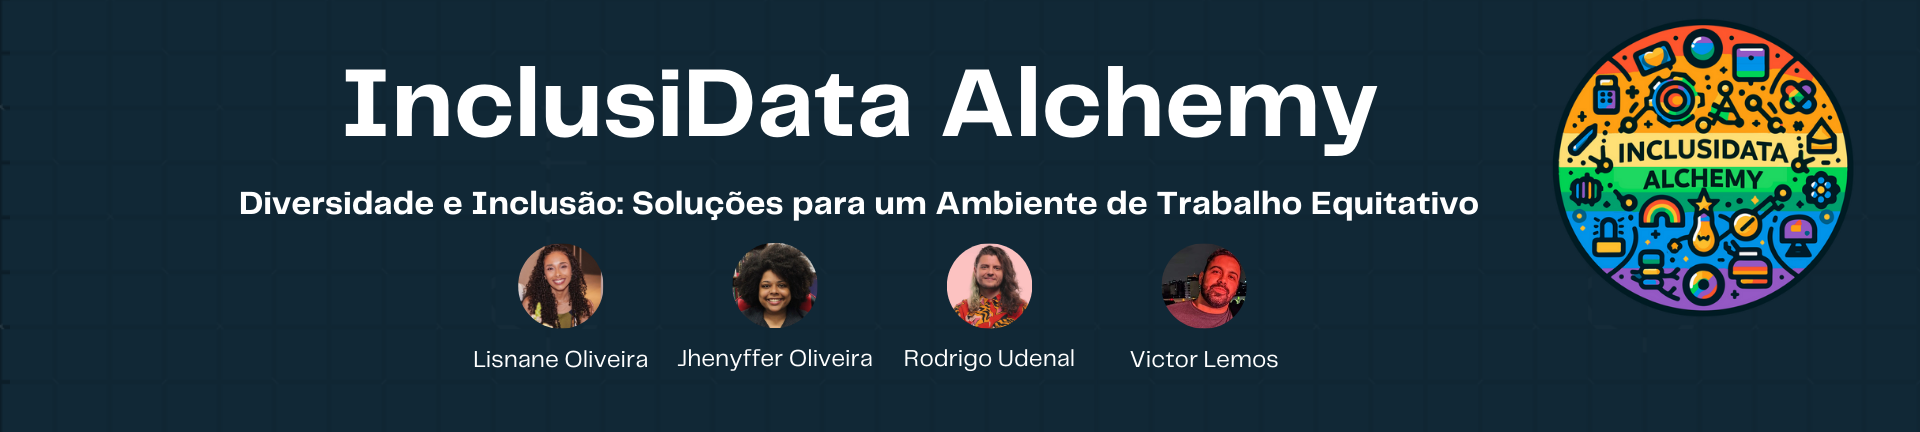 InclusiData Alchemy
Diversidade e Inclusão: Soluções para um Ambiente de Trabalho Equitativo
Lisnane Oliveira
Jhenyffer Oliveira
Rodrigo Udenal
Victor Lemos
INCLUSIDATA
ALCHEMY